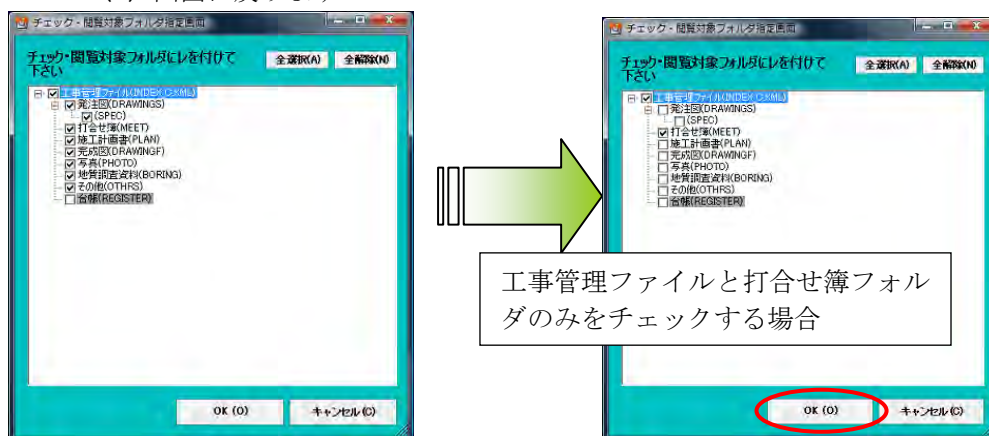 チェック・閲覧対象フォルダ指定画面
チェック・閲覧対象フォルダにレを付けて
下さい
全選択(A)
全解除(N)
工事管理ファイル(INDEX_C.XML)
発注図(DRAWINGS)
(SPEC)
打合せ簿(MEET)
施工計画書(PLAN)
完成図(DRAWINGF)
写真(PHOTO)
地質調査資料(BORING)
その他(OTHRS)
台帳(REGISTER)
OK (O)
キャンセル(C)
チェック・閲覧対象フォルダ指定画面
チェック・閲覧対象フォルダにレを付けて
下さい
全選択(A)
全解除(N)
工事管理ファイル(INDEX_C.XML)
発注図(DRAWINGS)
(SPEC)
打合せ簿(MEET)
施工計画書(PLAN)
完成図(DRAWINGF)
写真(PHOTO)
地質調査資料(BORING)
その他(OTHRS)
台帳(REGISTER)
工事管理ファイルと打合せ簿フォル
ダのみをチェックする場合
OK (O)
キャンセル(C)